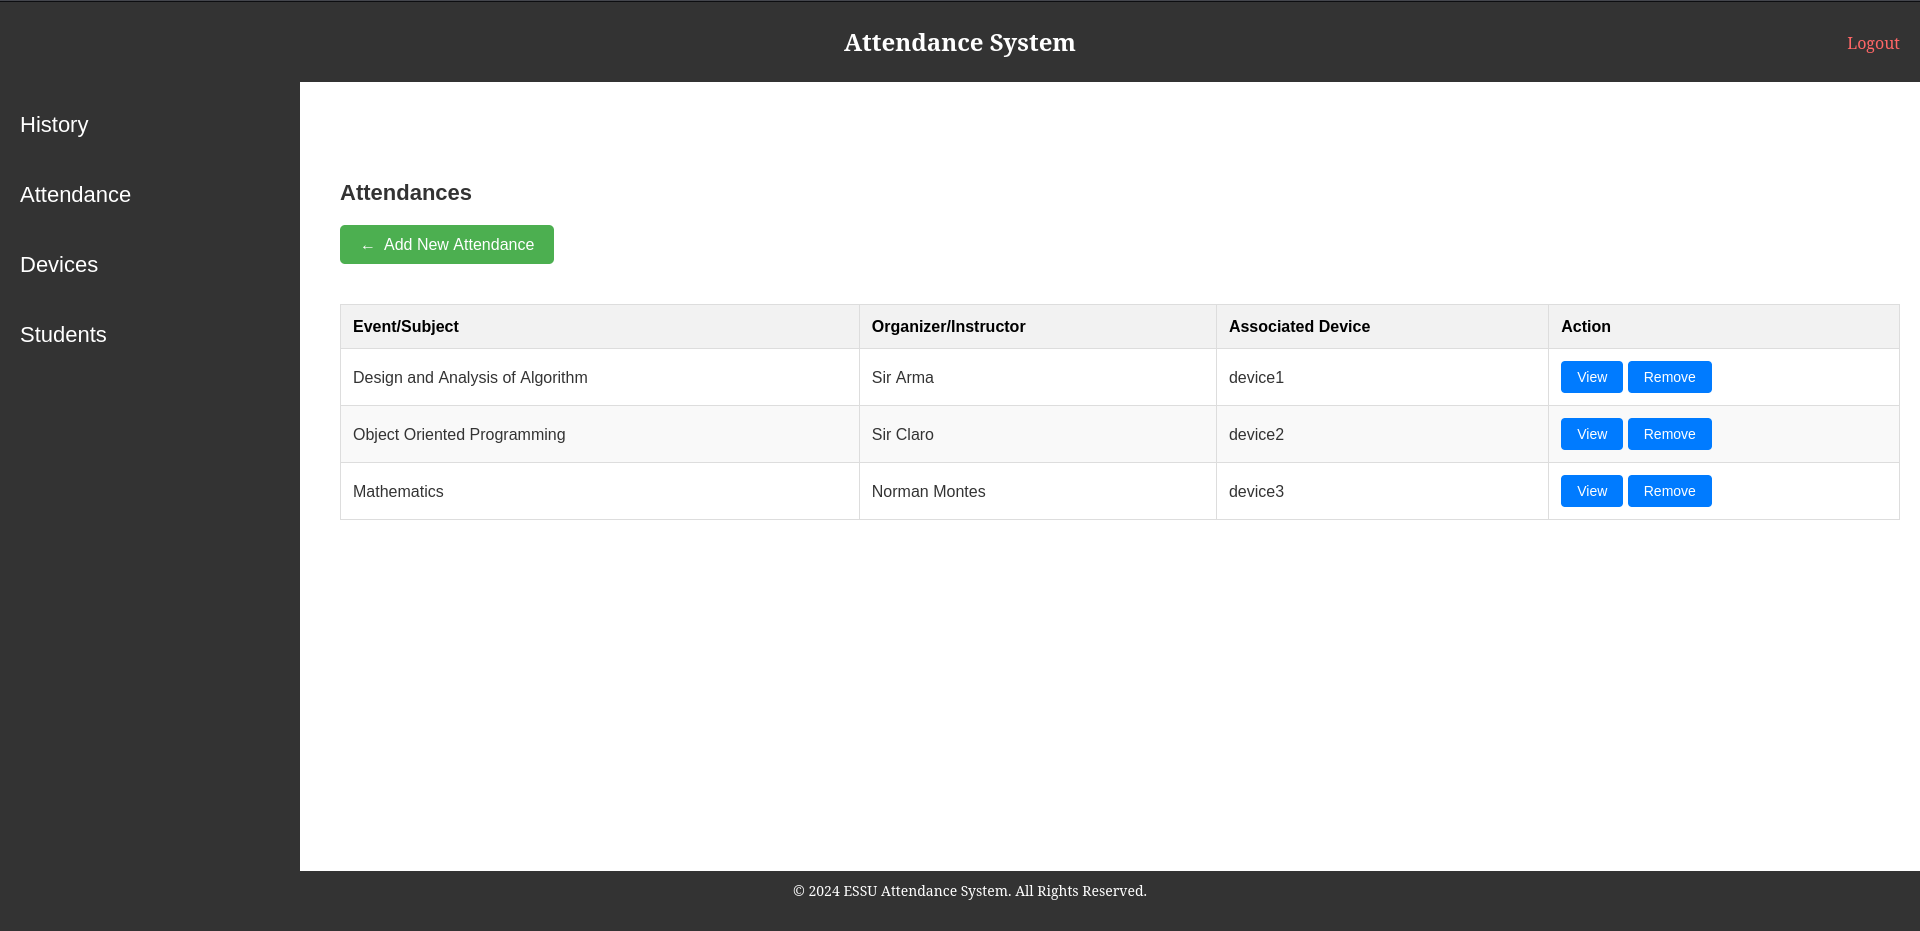 Attendance System
Logout
History
Attendance
Devices
Students
Attendances
← Add New Attendance
Event/Subject Organizer/Instructor Associated Device Action
Design and Analysis of Algorithm Sir Arma device1 View Remove
Object Oriented Programming Sir Claro device2 View Remove
Mathematics Norman Montes device3 View Remove
© 2024 ESSU Attendance System. All Rights Reserved.